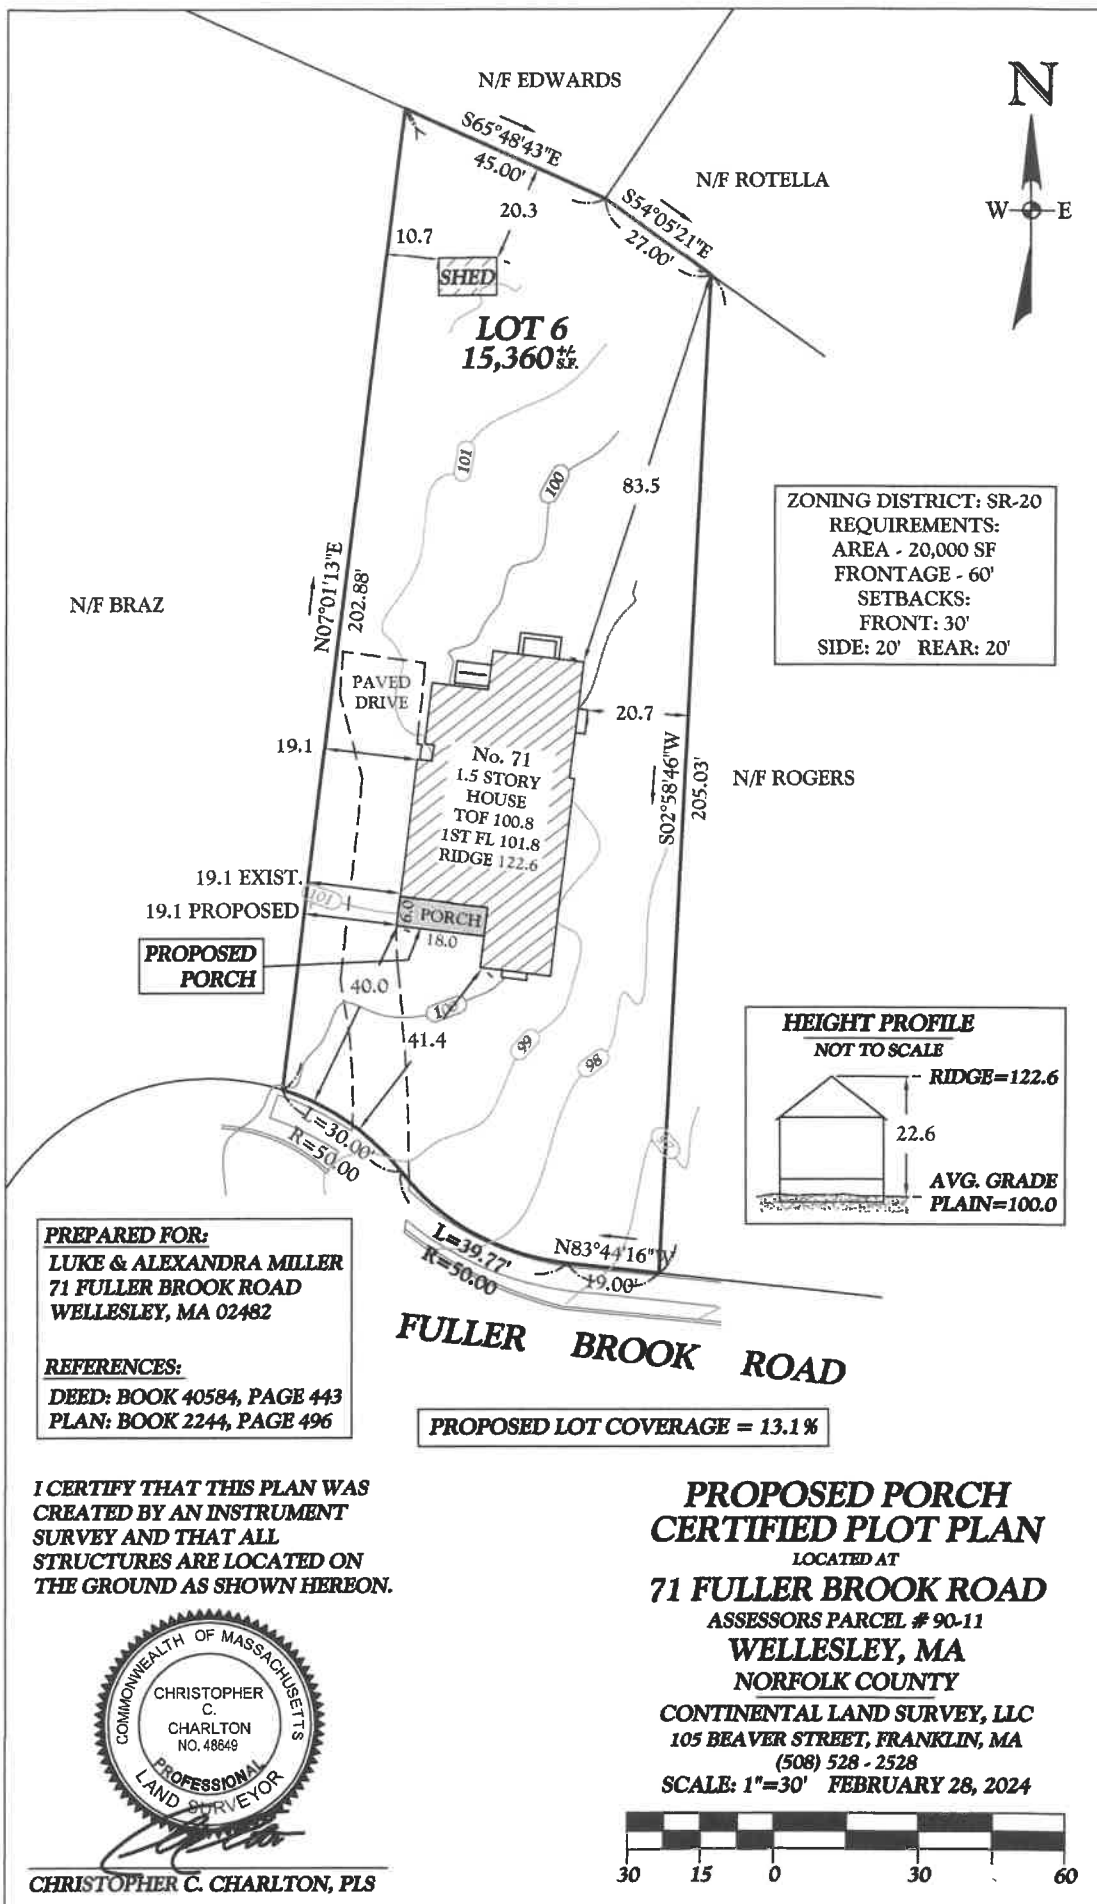 N/F EDWARDS
N
S65°48'43"E
45.00'
N/F ROTELLA
S54°05'21"E
27.00'
W E
20.3
10.7
SHED
LOT 6
15,360 +/- S.F.
101
100
83.5
ZONING DISTRICT: SR-20
REQUIREMENTS:
AREA - 20,000 SF
FRONTAGE - 60'
SETBACKS:
FRONT: 30'
SIDE: 20' REAR: 20'
N07°01'13"E
202.88'
N/F BRAZ
PAVED
DRIVE
20.7
19.1
No. 71
1.5 STORY
HOUSE
TOF 100.8
1ST FL 101.8
RIDGE 122.6
S02°58'46"W
205.03'
N/F ROGERS
19.1 EXIST.
101
19.1 PROPOSED
6.0
PORCH
18.0
PROPOSED
PORCH
40.0
100
41.4
99
98
97
HEIGHT PROFILE
NOT TO SCALE
RIDGE=122.6
22.6
AVG. GRADE
PLAIN=100.0
L=30.00'
R=50.00
L=39.77'
R=50.00
N83°44'16"W
19.00'
FULLER BROOK ROAD
PREPARED FOR:
LUKE & ALEXANDRA MILLER
71 FULLER BROOK ROAD
WELLESLEY, MA 02482
REFERENCES:
DEED: BOOK 40584, PAGE 443
PLAN: BOOK 2244, PAGE 496
PROPOSED LOT COVERAGE = 13.1%
I CERTIFY THAT THIS PLAN WAS
CREATED BY AN INSTRUMENT
SURVEY AND THAT ALL
STRUCTURES ARE LOCATED ON
THE GROUND AS SHOWN HEREON.
COMMONWEALTH OF MASSACHUSETTS
CHRISTOPHER
C.
CHARLTON
NO. 48649
PROFESSIONAL
LAND SURVEYOR
CHRISTOPHER C. CHARLTON, PLS
PROPOSED PORCH
CERTIFIED PLOT PLAN
LOCATED AT
71 FULLER BROOK ROAD
ASSESSORS PARCEL # 90-11
WELLESLEY, MA
NORFOLK COUNTY
CONTINENTAL LAND SURVEY, LLC
105 BEAVER STREET, FRANKLIN, MA
(508) 528 - 2528
SCALE: 1"=30' FEBRUARY 28, 2024
30 15 0 30 60